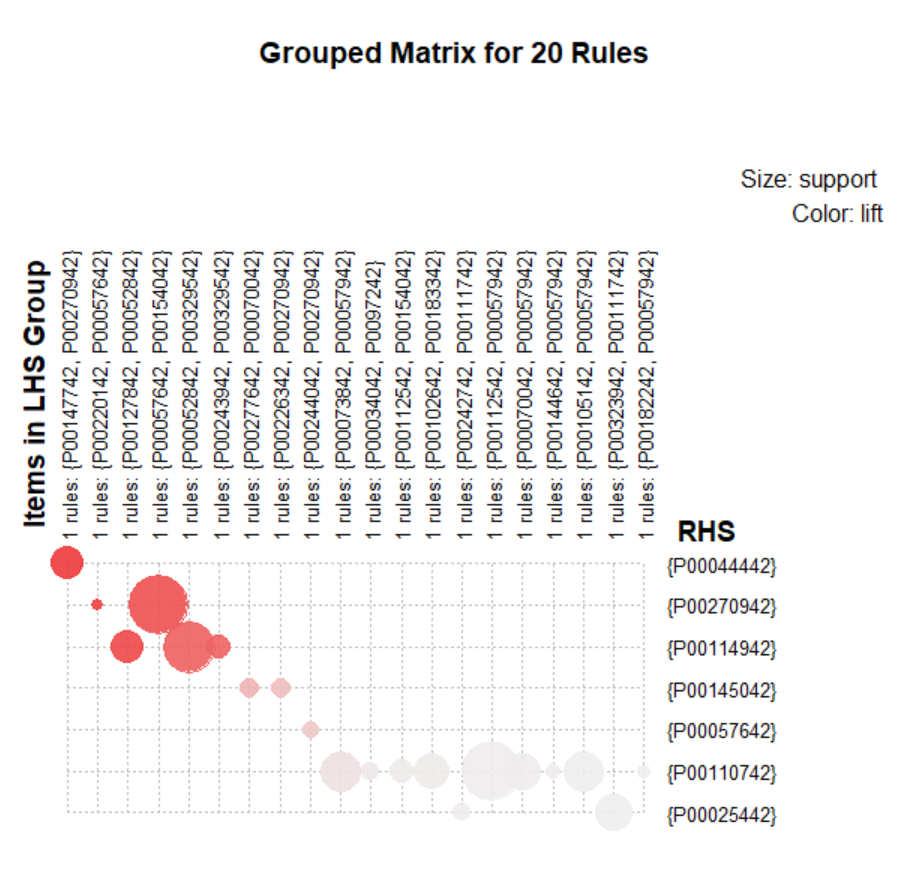 Grouped Matrix for 20 Rules
Size: support
Color: lift
Items in LHS Group
1 rules: {P00147742, P00270942}
1 rules: {P00220142, P00057642}
1 rules: {P00127842, P00052842}
1 rules: {P00057642, P00154042}
1 rules: {P00052842, P00329542}
1 rules: {P00243942, P00329542}
1 rules: {P00277642, P00070042}
1 rules: {P00226342, P00270942}
1 rules: {P00244042, P00270942}
1 rules: {P00073842, P00057942}
1 rules: {P00034042, P0097242}
1 rules: {P00112542, P00154042}
1 rules: {P00102642, P00183342}
1 rules: {P00242742, P00111742}
1 rules: {P00112542, P00057942}
1 rules: {P00070042, P00057942}
1 rules: {P00144642, P00057942}
1 rules: {P00105142, P00057942}
1 rules: {P00323942, P00111742}
1 rules: {P00182242, P00057942}
RHS
{P00044442}
{P00270942}
{P00114942}
{P00145042}
{P00057642}
{P00110742}
{P00025442}